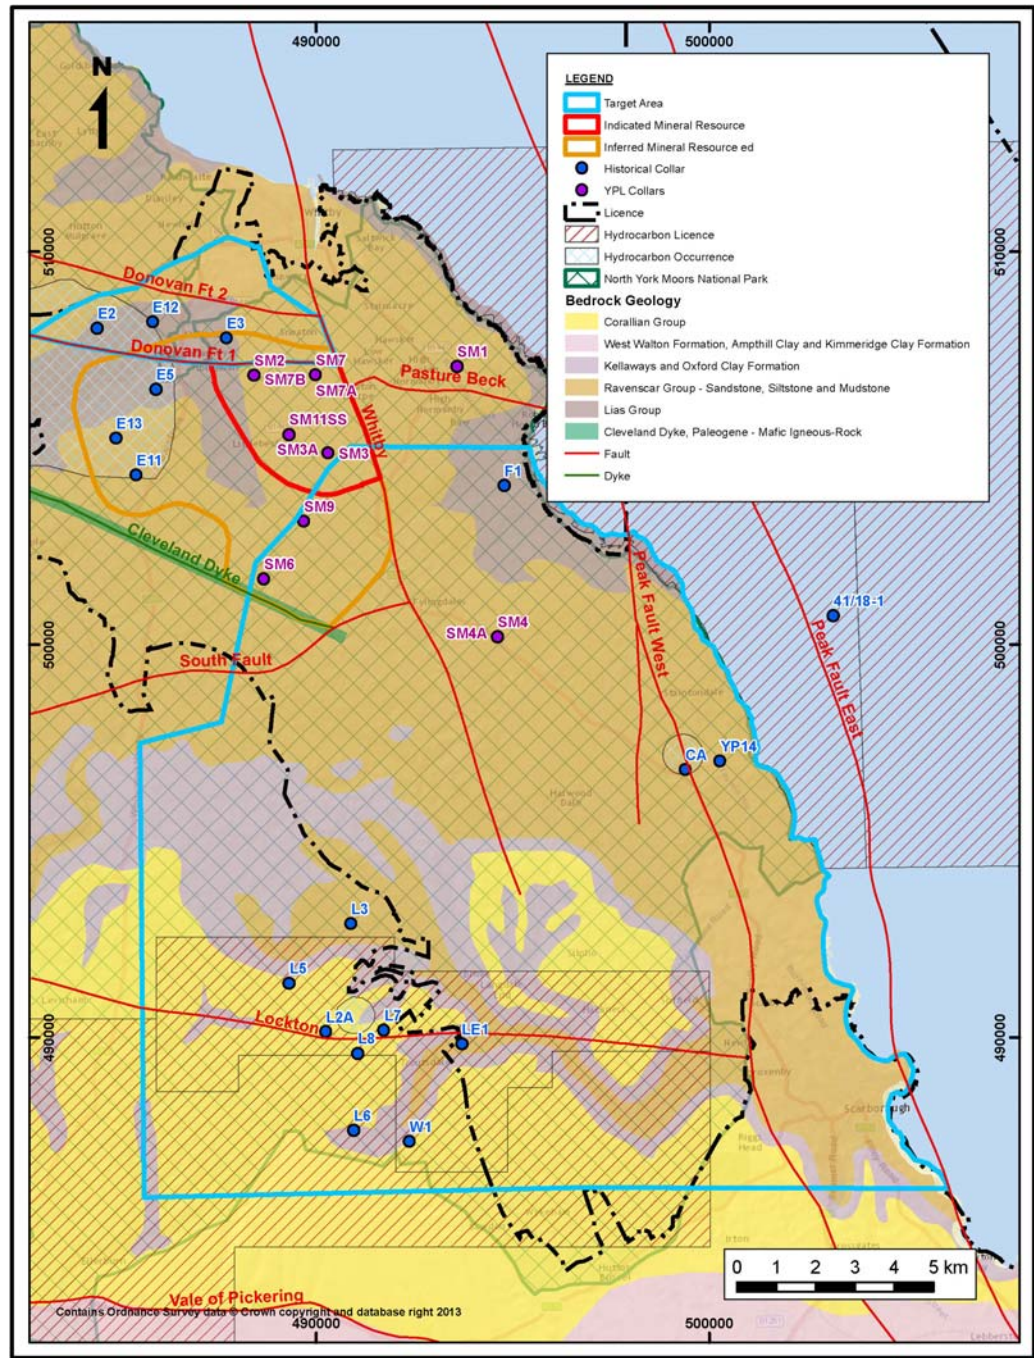 490000
500000
N
LEGEND
Target Area
Indicated Mineral Resource
Inferred Mineral Resource ed
Historical Collar
YPL Collars
Licence
Hydrocarbon Licence
Hydrocarbon Occurrence
North York Moors National Park
Bedrock Geology
Corallian Group
West Walton Formation, Ampthill Clay and Kimmeridge Clay Formation
Kellaways and Oxford Clay Formation
Ravenscar Group - Sandstone, Siltstone and Mudstone
Lias Group
Cleveland Dyke, Paleogene - Mafic Igneous-Rock
Fault
Dyke
510000
510000
Whitby
Donovan Ft 2
E2
E12
E3
Donovan Ft 1
SM2
SM7
SM1
SM7B
SM7A
Pasture Beck
E5
Whitby
SM11SS
E13
SM3A
SM3
E11
F1
SM9
Cleveland Dyke
SM6
Fylingdales
Peak Fault West
41/18-1
SM4A
SM4
500000
500000
South Fault
Peak Fault East
Staintondale
CA
YP14
Harwood
Dale
L3
L5
Lockton
L2A
L7
L8
LE1
490000
490000
Scarborough
L6
W1
Irton
0 1 2 3 4 5 km
Vale of Pickering
Contains Ordnance Survey data © Crown copyright and database right 2013
490000
500000